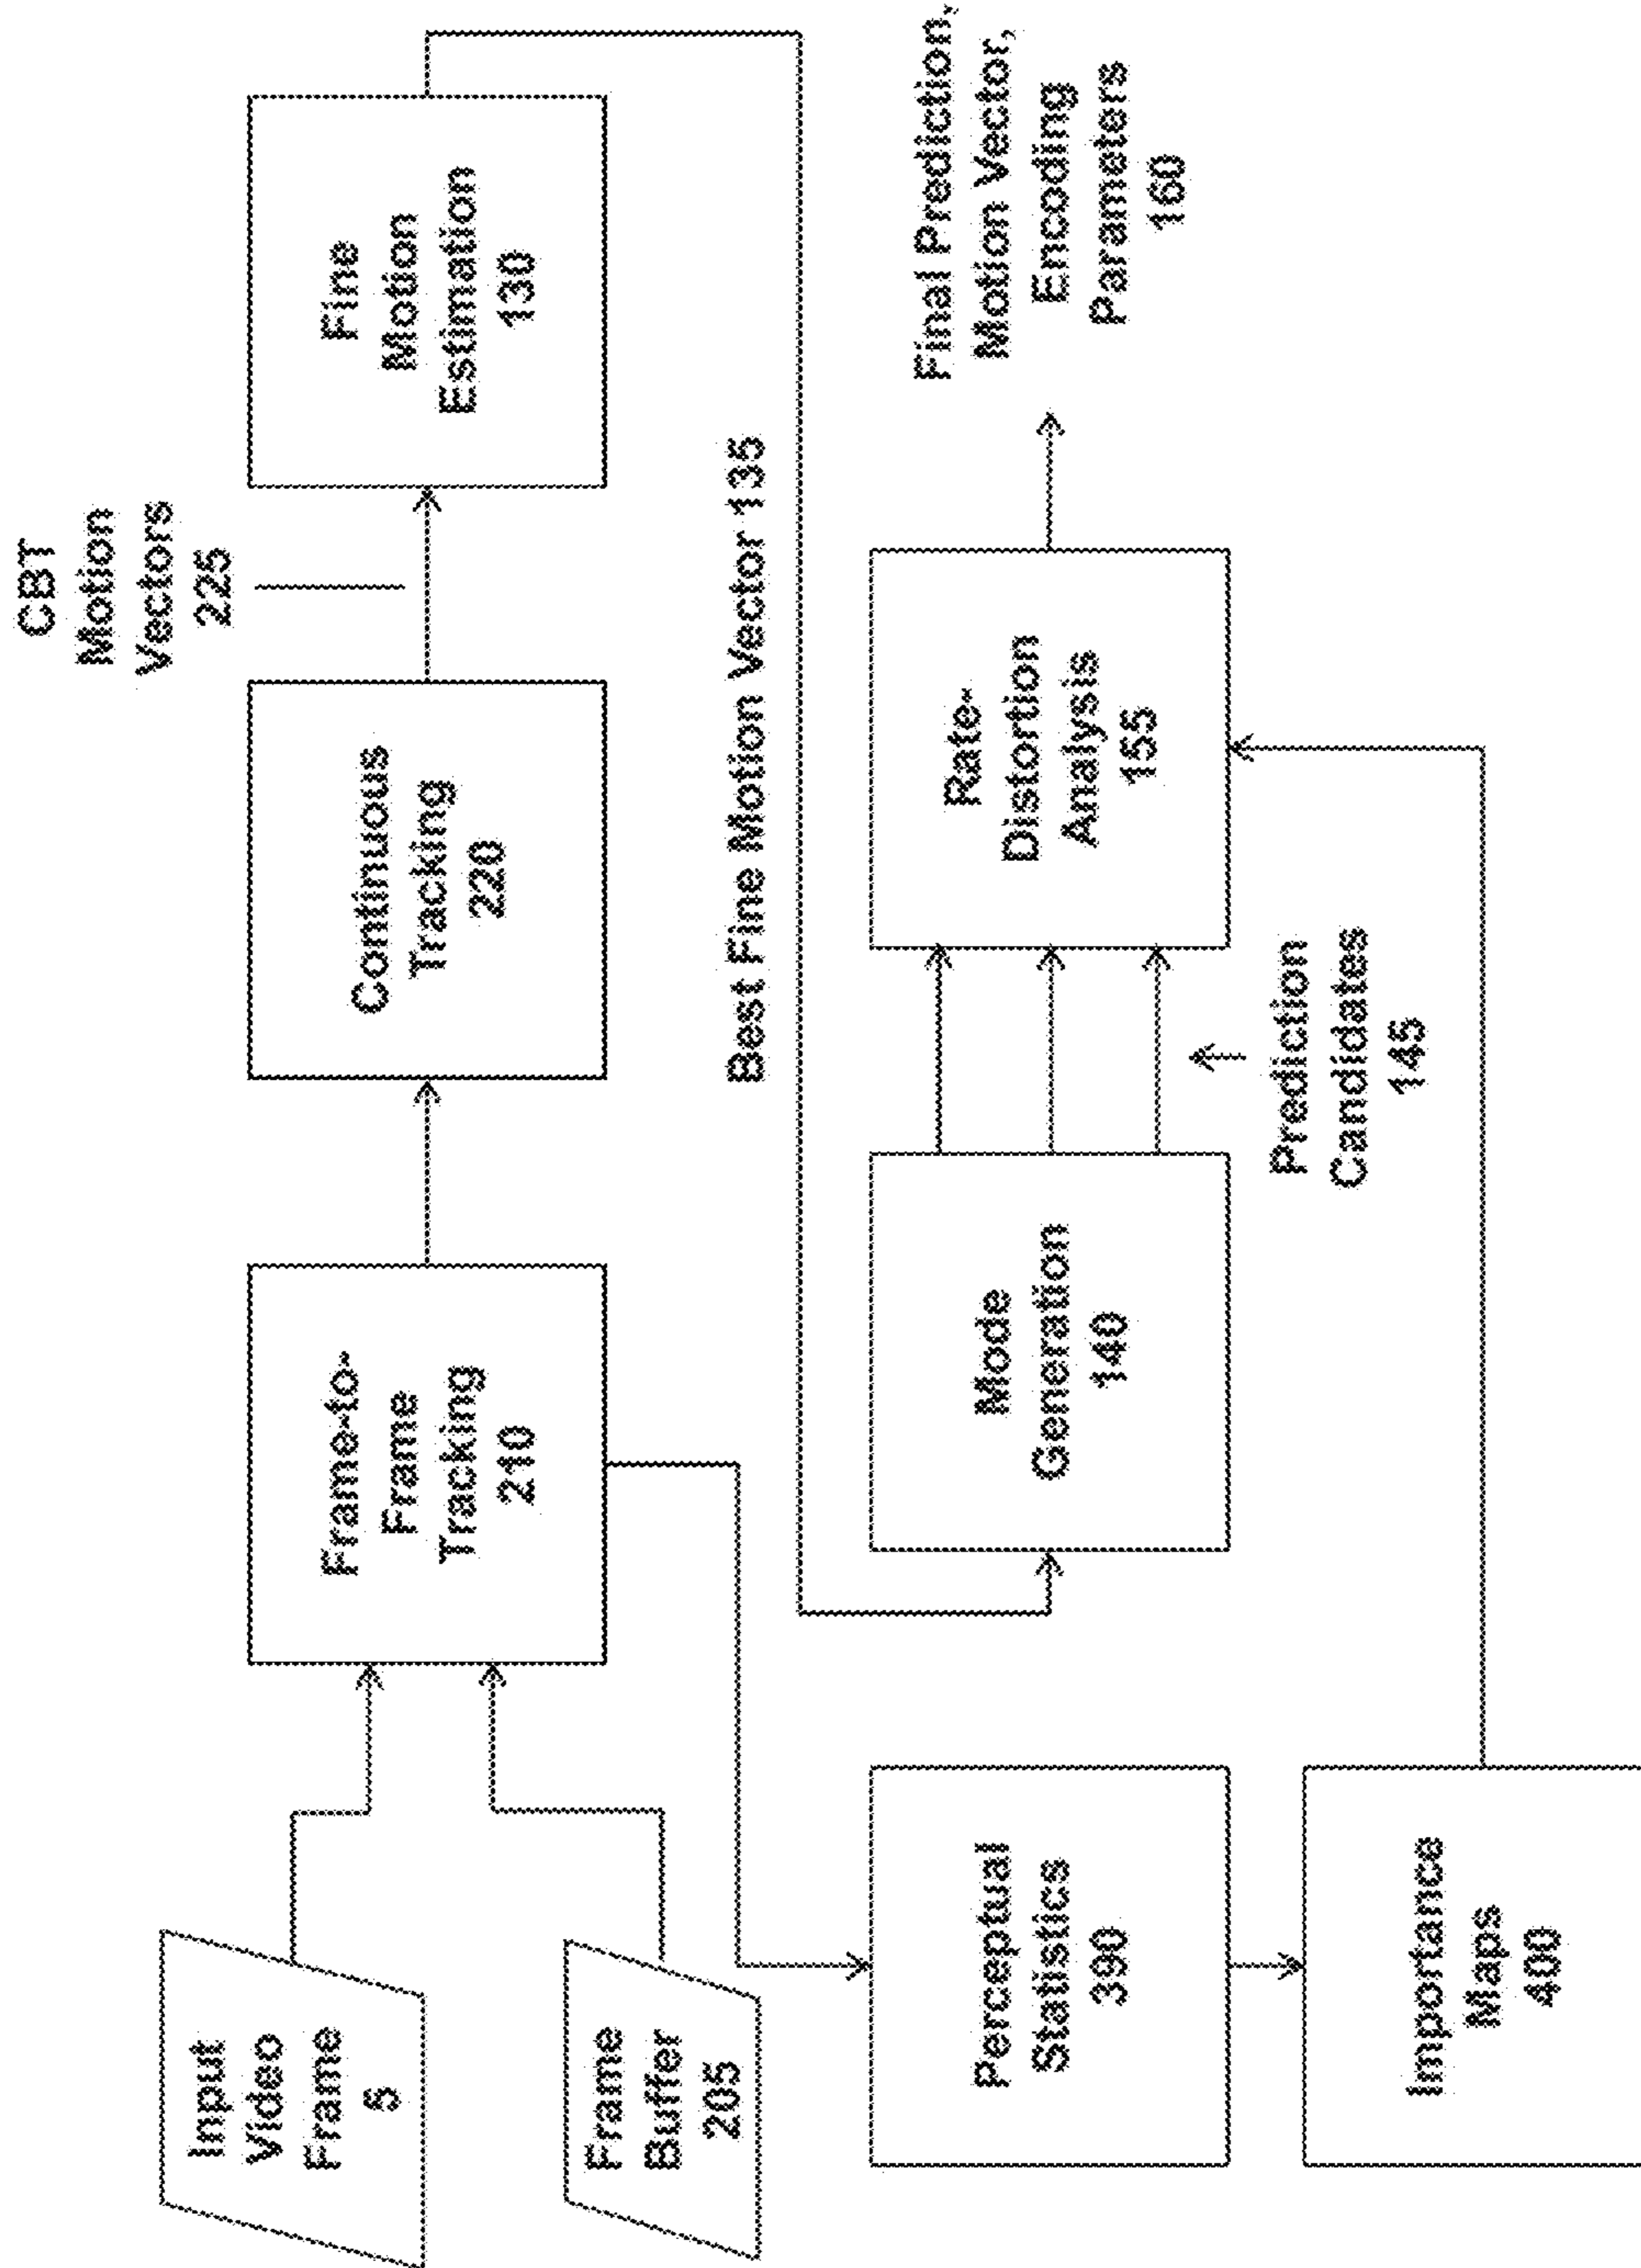 Input
Video
Frame
5
Frame
Buffer
205
Frame-to-
Frame
Tracking
210
Continuous
Tracking
220
CBT
Motion
Vectors
225
Fine
Motion
Estimation
130
Best Fine Motion Vector 135
Perceptual
Statistics
390
Importance
Maps
400
Mode
Generation
140
Prediction
Candidates
145
Rate-
Distortion
Analysis
155
Final Prediction,
Motion Vector,
Encoding
Parameters
160